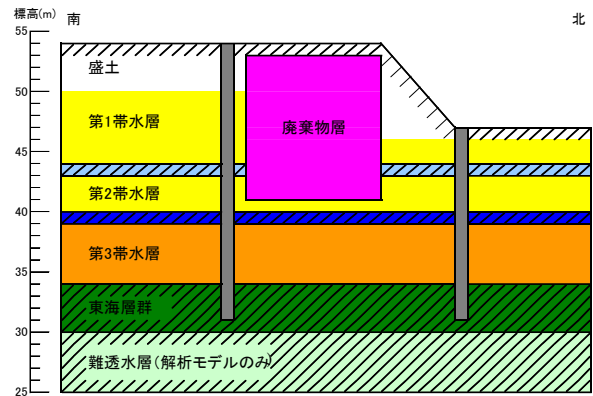 標高(m)
南
北
55
盛土
50
第1帯水層
廃棄物層
45
第2帯水層
40
第3帯水層
35
東海層群
30
難透水層(解析モデルのみ)
25